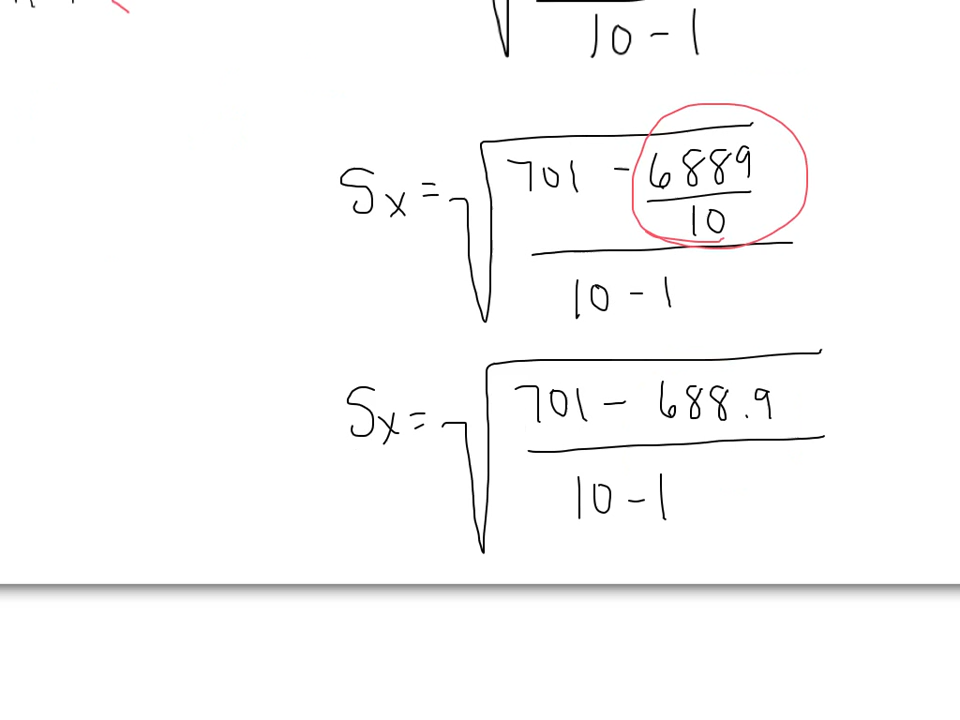 10 - 1
Sx = √
701 - 6889
10
10 - 1
Sx = √
701 - 688.9
10 - 1